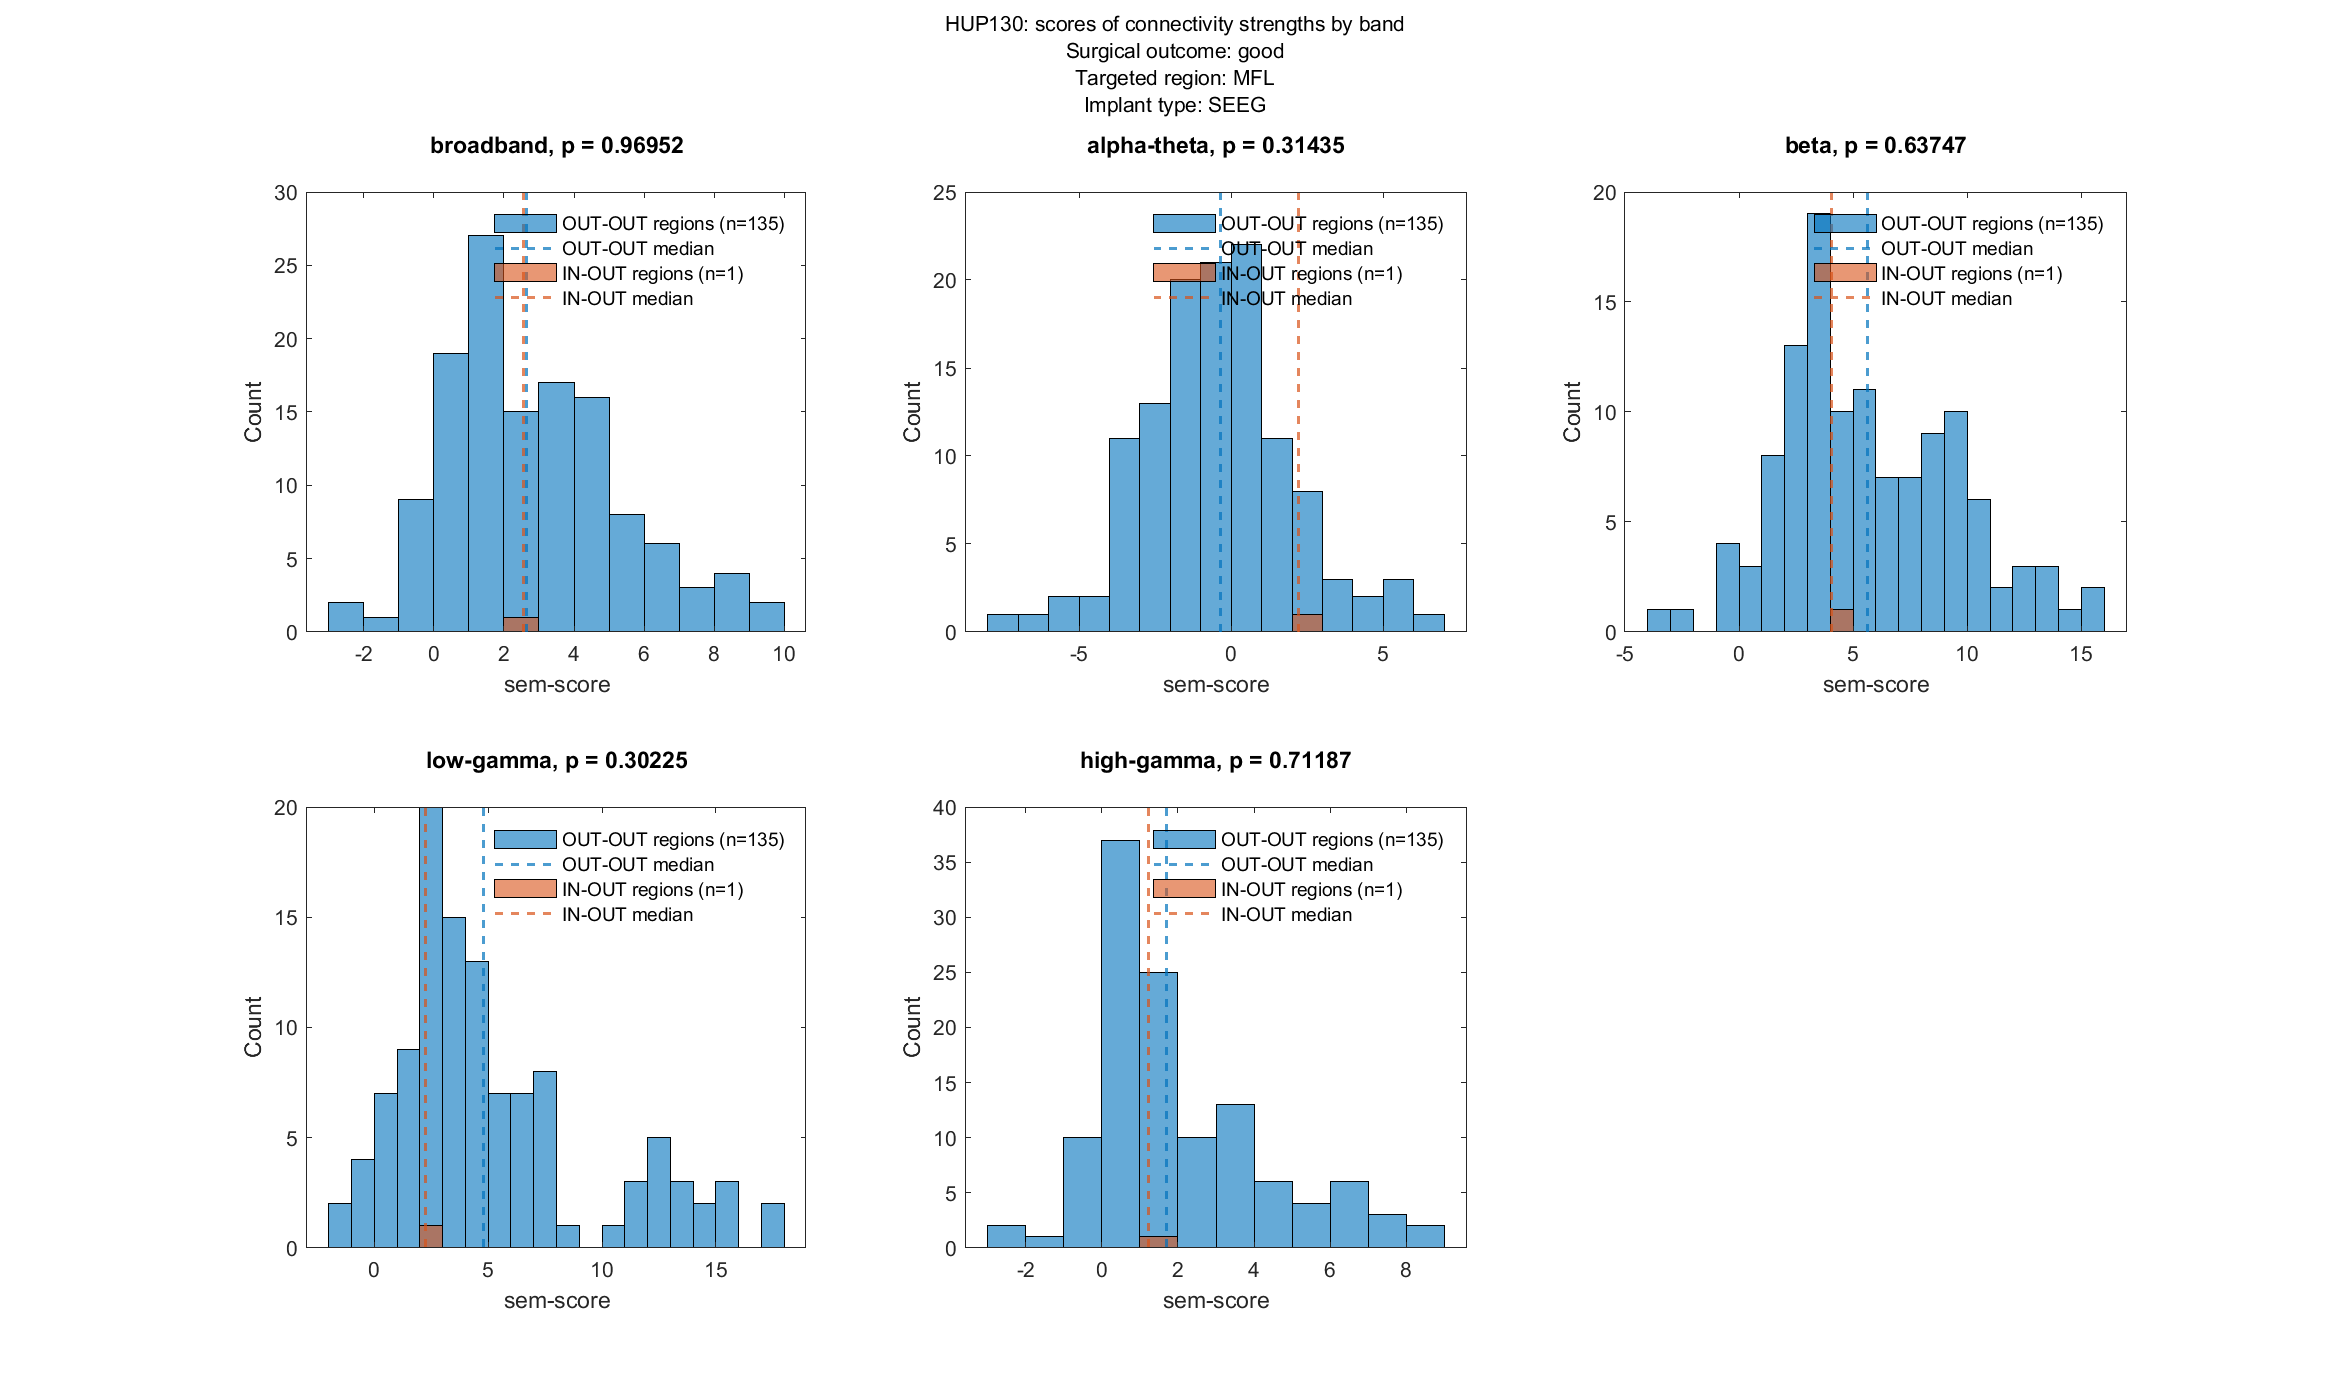 HUP130: scores of connectivity strengths by band
Surgical outcome: good
Targeted region: MFL
Implant type: SEEG
broadband, p = 0.96952
30
25
20
15
10
5
0
Count
OUT-OUT regions (n=135)
OUT-OUT median
IN-OUT regions (n=1)
IN-OUT median
-2 0 2 4 6 8 10
sem-score
alpha-theta, p = 0.31435
25
20
15
10
5
0
Count
OUT-OUT regions (n=135)
OUT-OUT median
IN-OUT regions (n=1)
IN-OUT median
-5 0 5
sem-score
beta, p = 0.63747
20
15
10
5
0
Count
OUT-OUT regions (n=135)
OUT-OUT median
IN-OUT regions (n=1)
IN-OUT median
-5 0 5 10 15
sem-score
low-gamma, p = 0.30225
20
15
10
5
0
Count
OUT-OUT regions (n=135)
OUT-OUT median
IN-OUT regions (n=1)
IN-OUT median
0 5 10 15
sem-score
high-gamma, p = 0.71187
40
35
30
25
20
15
10
5
0
Count
OUT-OUT regions (n=135)
OUT-OUT median
IN-OUT regions (n=1)
IN-OUT median
-2 0 2 4 6 8
sem-score